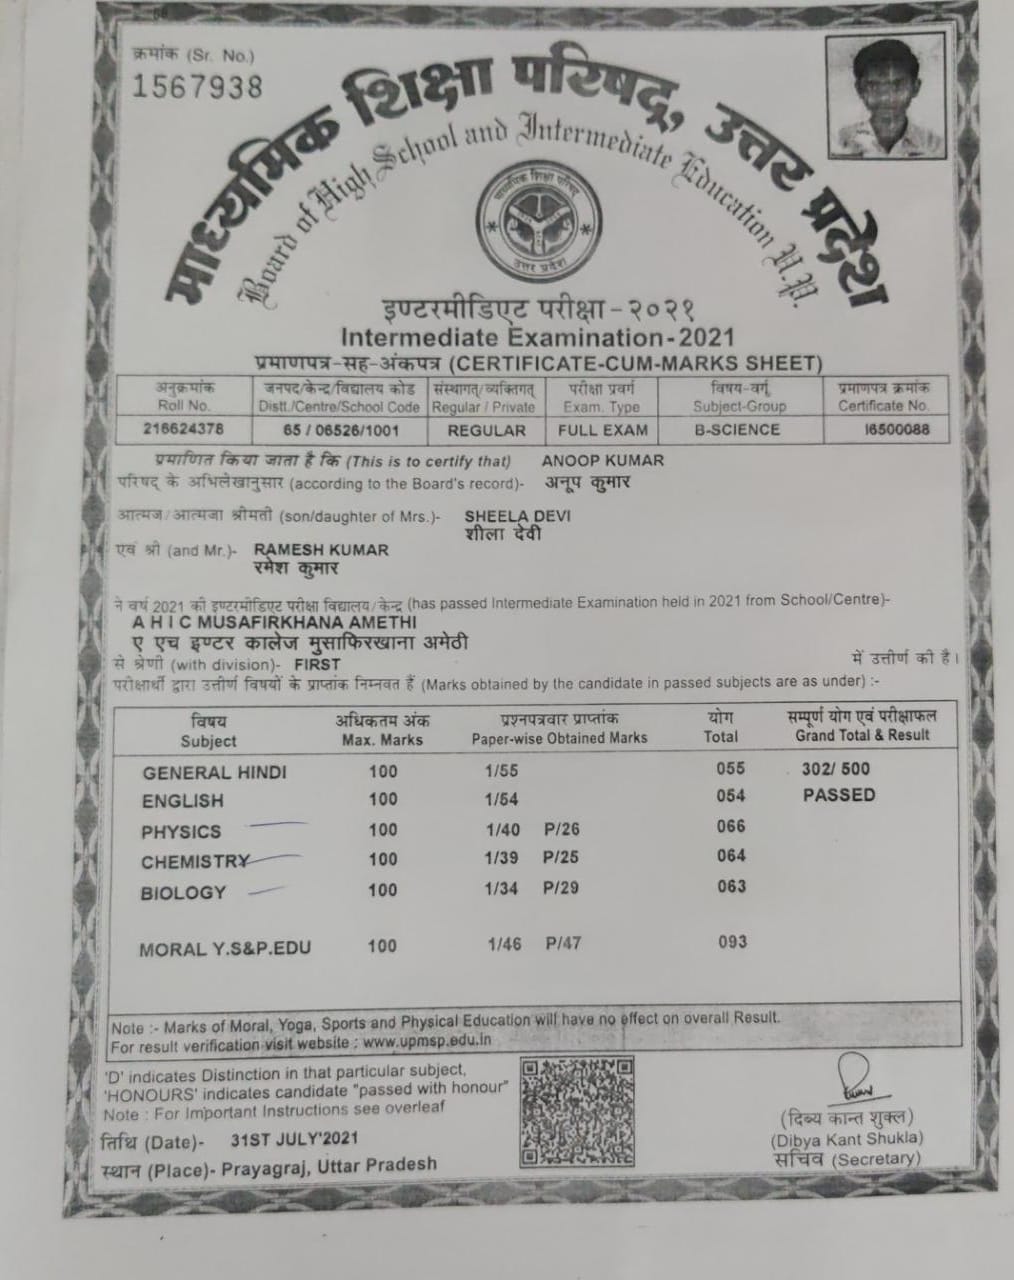 क्रमांक (Sr. No.)
1567938
माध्यमिक शिक्षा परिषद्, उत्तर प्रदेश
Board of High School and Intermediate Education U.P.
माध्यमिक शिक्षा परिषद्
उत्तर प्रदेश
इण्टरमीडिएट परीक्षा - २०२१
Intermediate Examination - 2021
प्रमाणपत्र-सह-अंकपत्र (CERTIFICATE-CUM-MARKS SHEET)
अनुक्रमांक जनपद/केन्द्र/विद्यालय कोड संस्थागत्/व्यक्तिगत् परीक्षा प्रवर्ग विषय-वर्ग प्रमाणपत्र क्रमांक
Roll No. Distt./Centre/School Code Regular / Private Exam. Type Subject-Group Certificate No.
216624378 65 / 06526/1001 REGULAR FULL EXAM B-SCIENCE I6500088
प्रमाणित किया जाता है कि (This is to certify that) ANOOP KUMAR
परिषद के अभिलेखानुसार (according to the Board's record)- अनूप कुमार
आत्मज/आत्मजा श्रीमती (son/daughter of Mrs.)- SHEELA DEVI
शीला देवी
एवं श्री (and Mr.)- RAMESH KUMAR
रमेश कुमार
ने वर्ष 2021 की इण्टरमीडिएट परीक्षा विद्यालय/केन्द्र (has passed Intermediate Examination held in 2021 from School/Centre)-
A H I C MUSAFIRKHANA AMETHI
ए एच इण्टर कालेज मुसाफिरखाना अमेठी
से श्रेणी (with division)- FIRST में उत्तीर्ण की है।
परीक्षार्थी द्वारा उत्तीर्ण विषयों के प्राप्तांक निम्नवत हैं (Marks obtained by the candidate in passed subjects are as under) :-
विषय अधिकतम अंक प्रश्नपत्रवार प्राप्तांक योग सम्पूर्ण योग एवं परीक्षाफल
Subject Max. Marks Paper-wise Obtained Marks Total Grand Total & Result
GENERAL HINDI 100 1/55 055 302/ 500
ENGLISH 100 1/54 054 PASSED
PHYSICS 100 1/40 P/26 066
CHEMISTRY 100 1/39 P/25 064
BIOLOGY 100 1/34 P/29 063
MORAL Y.S&P.EDU 100 1/46 P/47 093
Note :- Marks of Moral, Yoga, Sports and Physical Education will have no effect on overall Result.
For result verification visit website : www.upmsp.edu.in
'D' indicates Distinction in that particular subject,
'HONOURS' indicates candidate "passed with honour"
Note : For Important Instructions see overleaf
तिथि (Date)- 31ST JULY'2021
स्थान (Place)- Prayagraj, Uttar Pradesh
(दिब्य कान्त शुक्ल)
(Dibya Kant Shukla)
सचिव (Secretary)